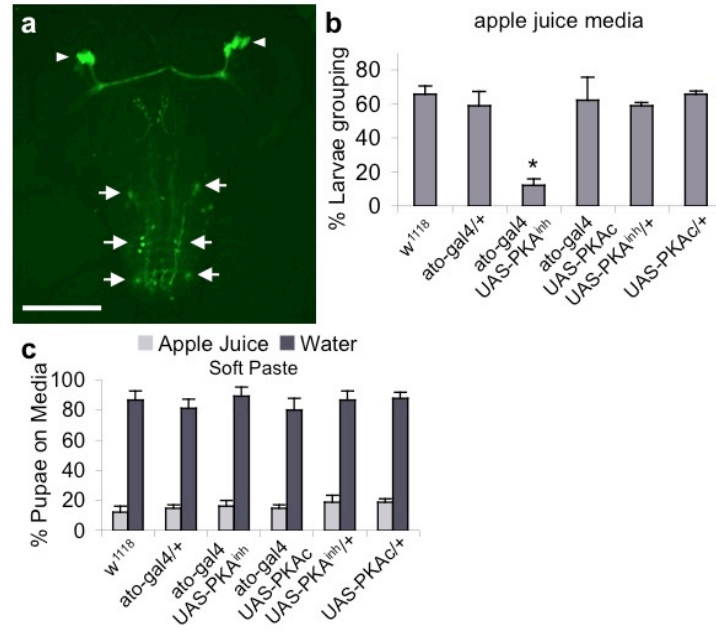 a
b
apple juice media
% Larvae grouping
80
60
40
20
0
*
w¹¹¹⁸
ato-gal4/+
ato-gal4
UAS-PKAⁱⁿʰ
ato-gal4
UAS-PKAc
UAS-PKAⁱⁿʰ/+
UAS-PKAc/+
c
Apple Juice Water
Soft Paste
% Pupae on Media
100
80
60
40
20
0
w¹¹¹⁸
ato-gal4/+
ato-gal4
UAS-PKAⁱⁿʰ
ato-gal4
UAS-PKAc
UAS-PKAⁱⁿʰ/+
UAS-PKAc/+